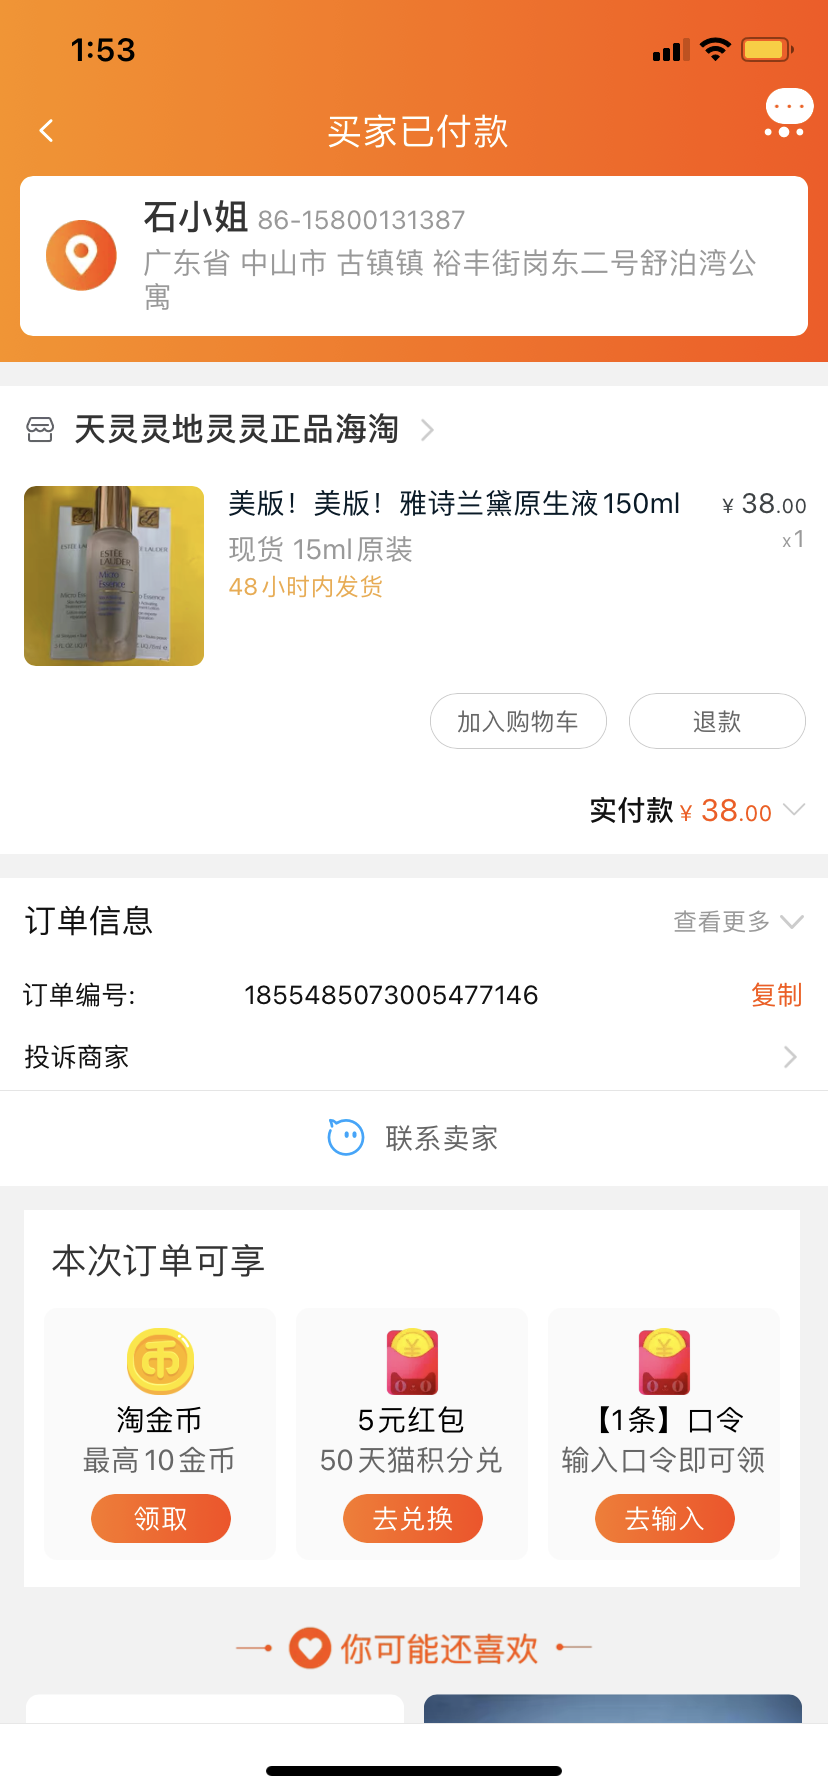 1:53
买家已付款
石小姐 86-15800131387
广东省 中山市 古镇镇 裕丰街岗东二号舒泊湾公
寓
天灵灵地灵灵正品海淘
美版！美版！雅诗兰黛原生液150ml
¥ 38.00
现货 15ml原装
x1
48小时内发货
ESTĒE
LAUDER
Micro
Essence
加入购物车
退款
实付款 ¥ 38.00
订单信息
查看更多
订单编号:
1855485073005477146
复制
投诉商家
联系卖家
本次订单可享
币
淘金币
最高10金币
领取
¥
5元红包
50天猫积分兑
去兑换
¥
【1条】口令
输入口令即可领
去输入
你可能还喜欢